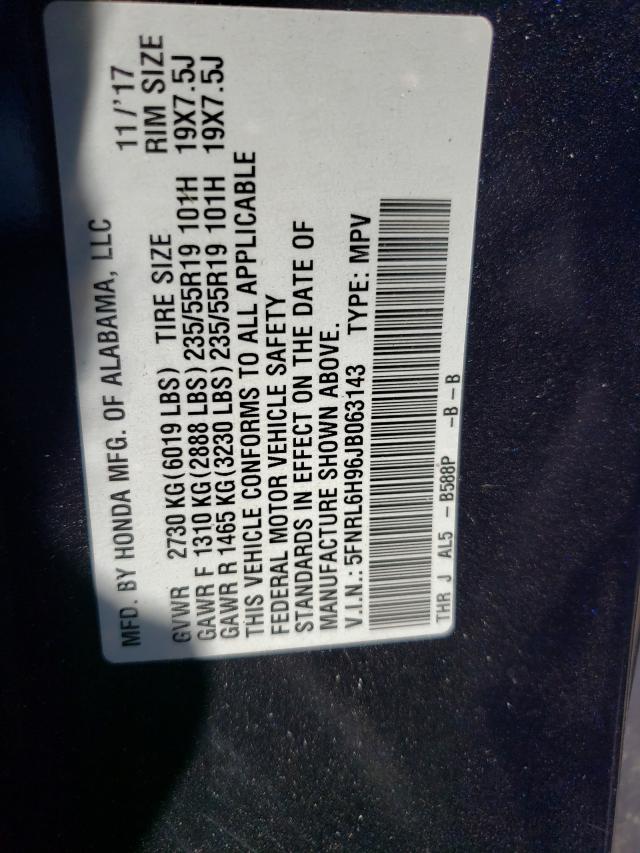 MFD. BY HONDA MFG. OF ALABAMA, LLC 11/'17
GVWR 2730 KG(6019 LBS) TIRE SIZE RIM SIZE
GAWR F 1310 KG(2888 LBS) 235/55R19 101H 19X7.5J
GAWR R 1465 KG(3230 LBS) 235/55R19 101H 19X7.5J
THIS VEHICLE CONFORMS TO ALL APPLICABLE
FEDERAL MOTOR VEHICLE SAFETY
STANDARDS IN EFFECT ON THE DATE OF
MANUFACTURE SHOWN ABOVE.
V.I.N.: 5FNRL6H96JB063143 TYPE: MPV
THR J AL5 -B588P -B-B